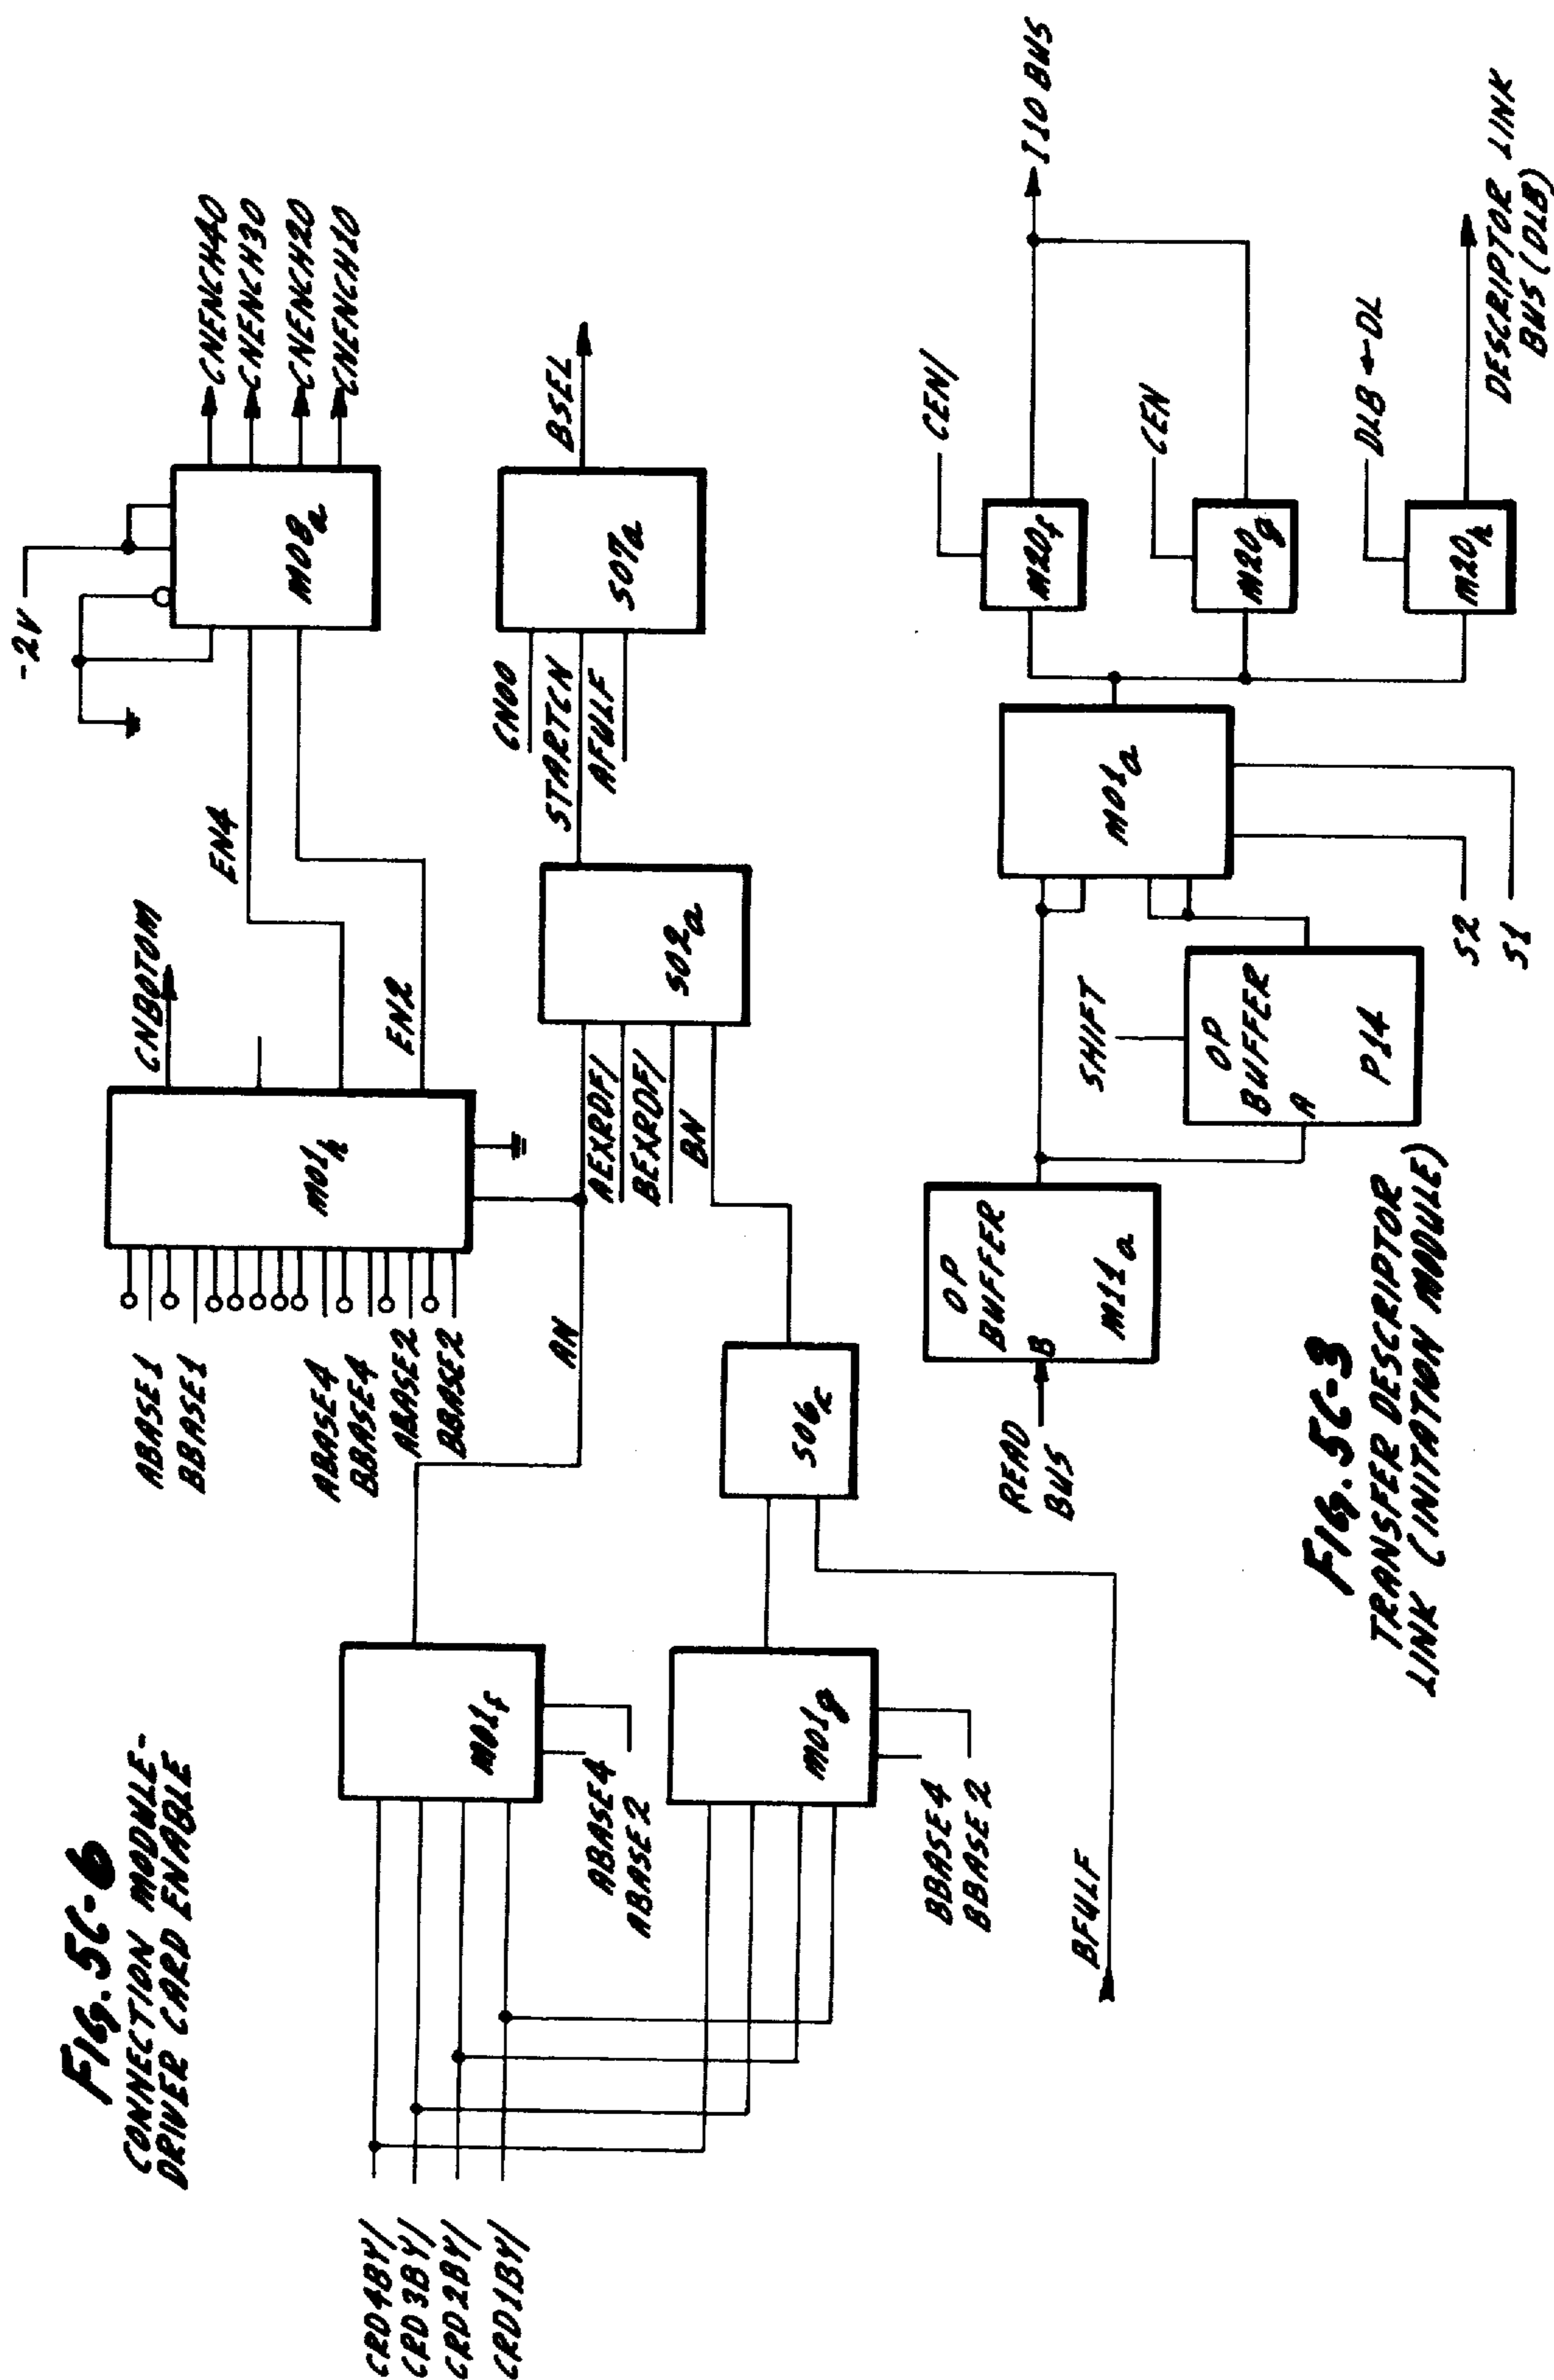 FIG. 5C-6
CONNECTION MODULE-
DRIVER CARD ENABLE
CRD4BY/
CRD3BY/
CRD2BY/
CRD1BY/
M01f
ABASE4
ABASE2
M01g
BBASE4
BBASE2
BFULF
S06c
AN
ABASE1
BBASE1
ABASE4
BBASE4
ABASE2
BBASE2
M01h
CNBOTOM
EN4
EN2
AEXRDF/
BEXRDF/
BN
S02a
CN00
STARTCN
AFULF
S07a
BSEL
-2V
M08a
CNENCH40
CNENCH30
CNENCH20
CNENCH10
FIG. 5C-3
TRANSFER DESCRIPTOR
LINK (INITATION MODULE)
READ
BUS
OP
BUFFER
B
M11a
SHIFT
OP
BUFFER
A
P14
S2
S1
M01a
M20f
CEN/
M20g
CEN
M20h
DLB←DL
I10 BUS
DESCRIPTOR LINK
BUS (DLB)